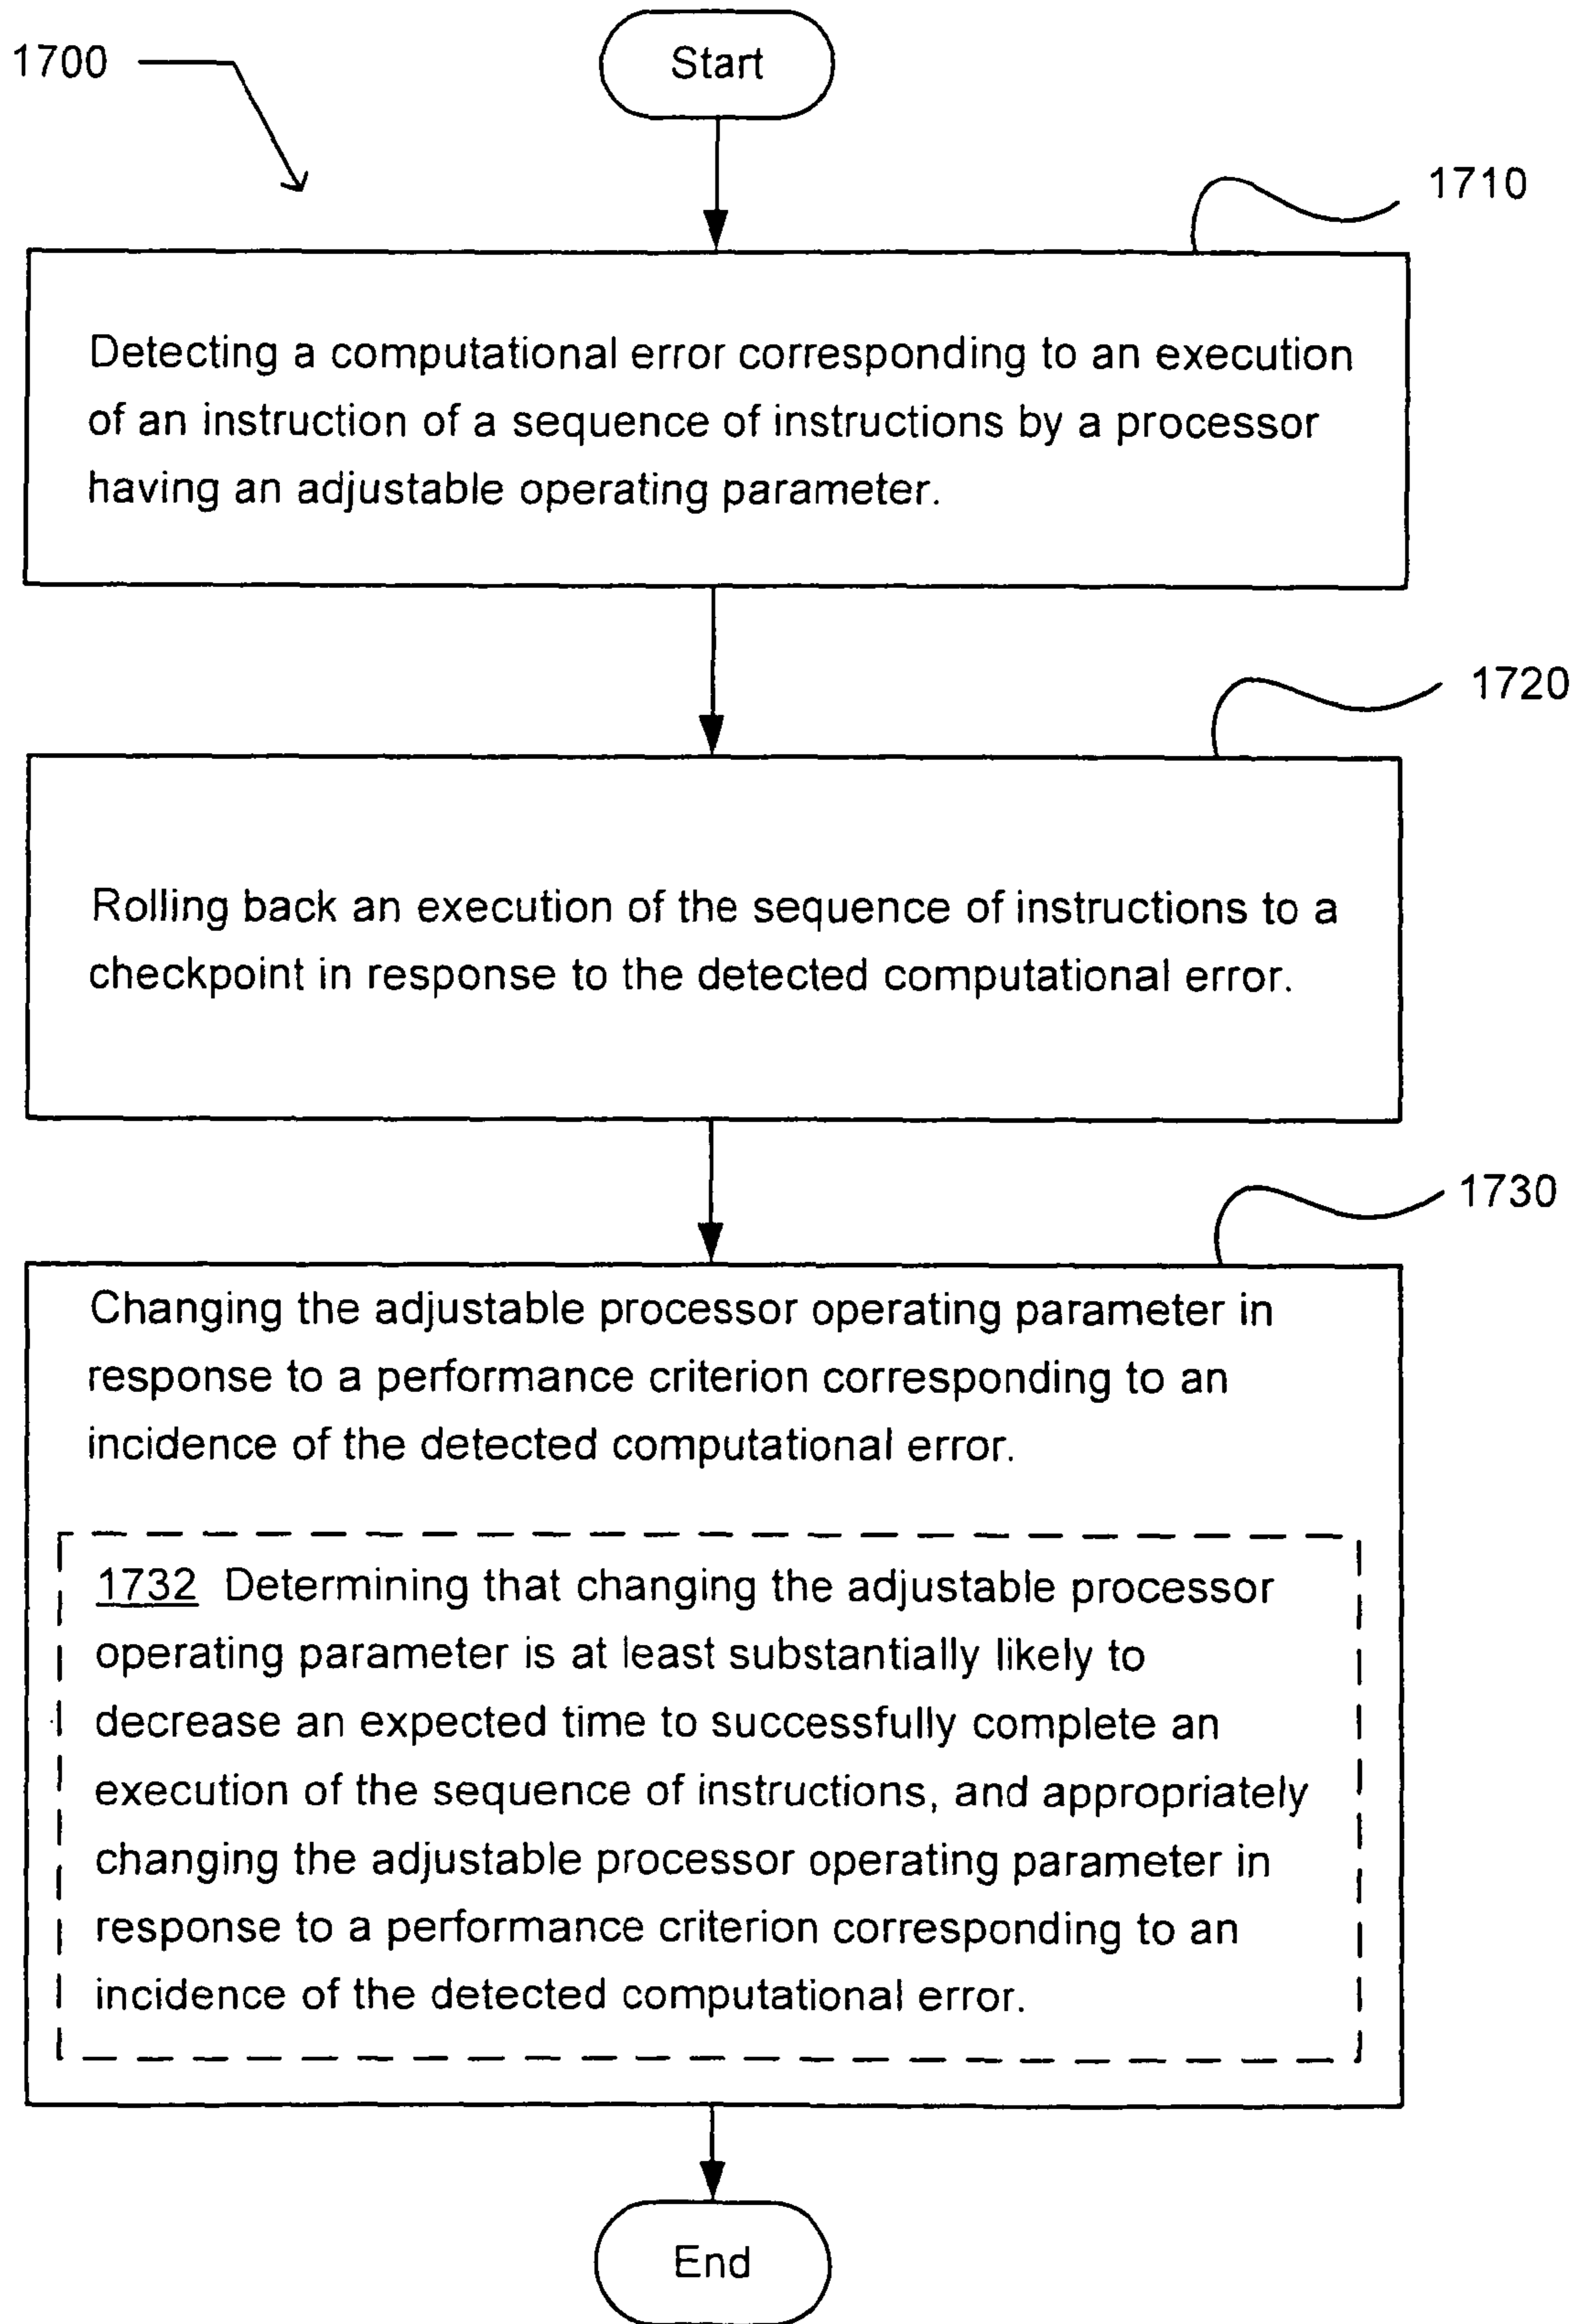 1700
Start
1710
Detecting a computational error corresponding to an execution
of an instruction of a sequence of instructions by a processor
having an adjustable operating parameter.
1720
Rolling back an execution of the sequence of instructions to a
checkpoint in response to the detected computational error.
1730
Changing the adjustable processor operating parameter in
response to a performance criterion corresponding to an
incidence of the detected computational error.
1732 Determining that changing the adjustable processor
operating parameter is at least substantially likely to
decrease an expected time to successfully complete an
execution of the sequence of instructions, and appropriately
changing the adjustable processor operating parameter in
response to a performance criterion corresponding to an
incidence of the detected computational error.
End